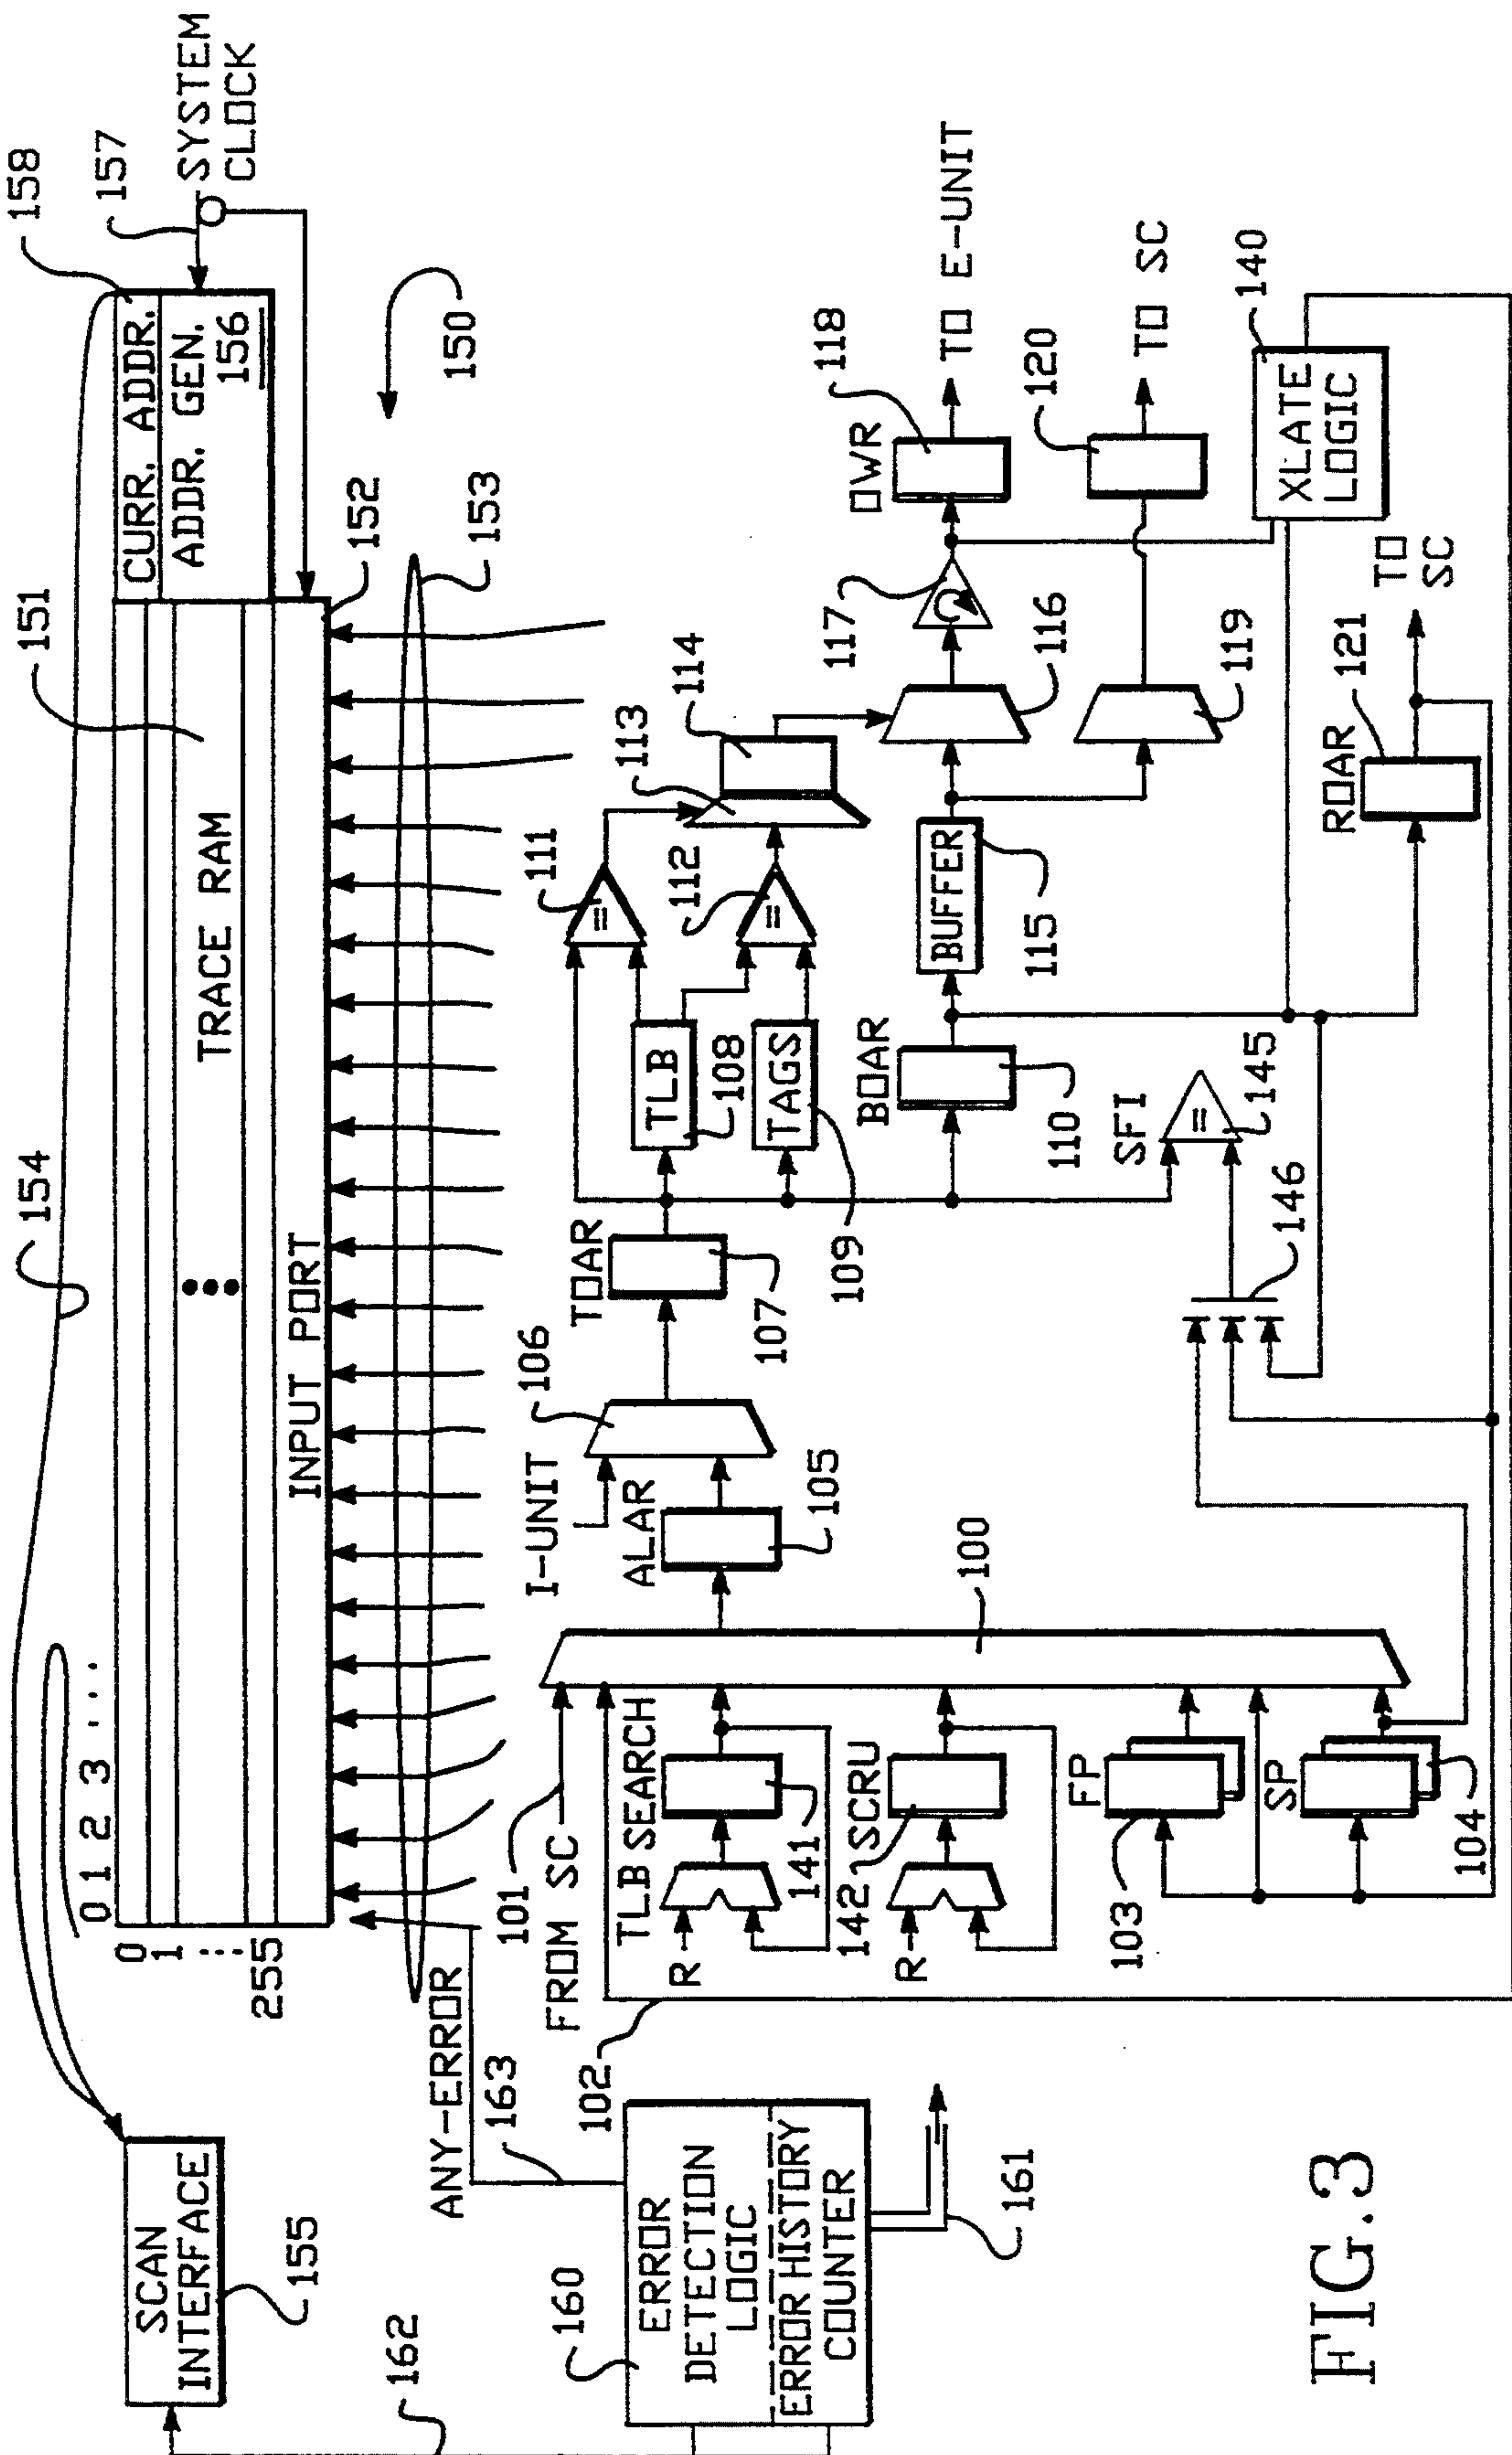 154
0 1 2 3 . . .
0
1
⋮
255
SCAN
INTERFACE
155
162
TRACE RAM
151
INPUT PORT
152
153
CURR. ADDR.
ADDR. GEN.
156
158
157
SYSTEM
CLOCK
150
ANY-ERROR
163
160
ERROR
DETECTION
LOGIC
ERROR HISTORY
COUNTER
161
101
FROM SC
102
TLB SEARCH
R
141
142
SCRU
R
FP
103
SP
104
100
I-UNIT
ALAR
105
106
TOAR
107
TLB
108
TAGS
109
BOAR
110
111
=
112
=
113
114
BUFFER
115
116
117
OWR
118
TO E-UNIT
119
120
TO SC
SFI
=
145
146
ROAR
121
TO
SC
XLATE
LOGIC
140
FIG.3